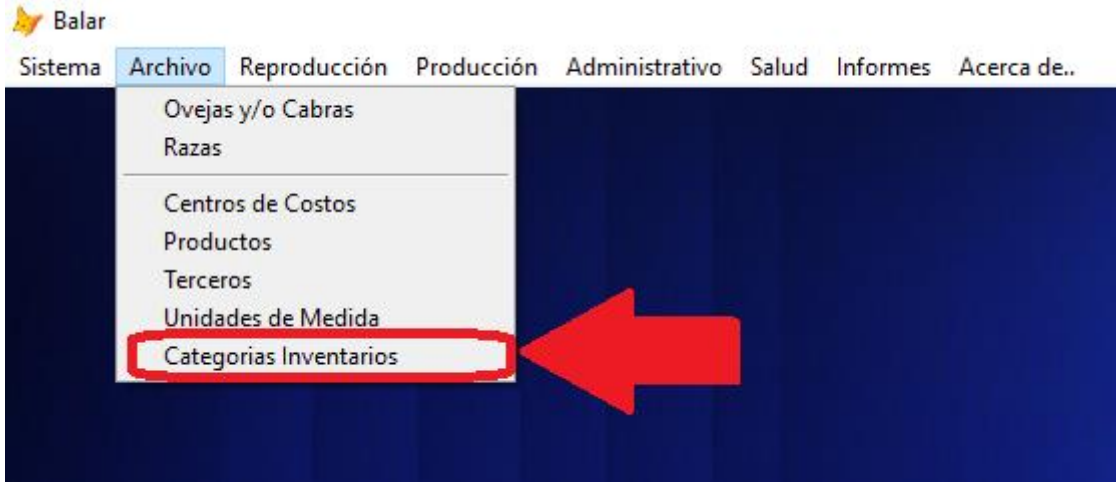 Balar
Sistema Archivo Reproducción Producción Administrativo Salud Informes Acerca de..
Ovejas y/o Cabras
Razas
Centros de Costos
Productos
Terceros
Unidades de Medida
Categorias Inventarios